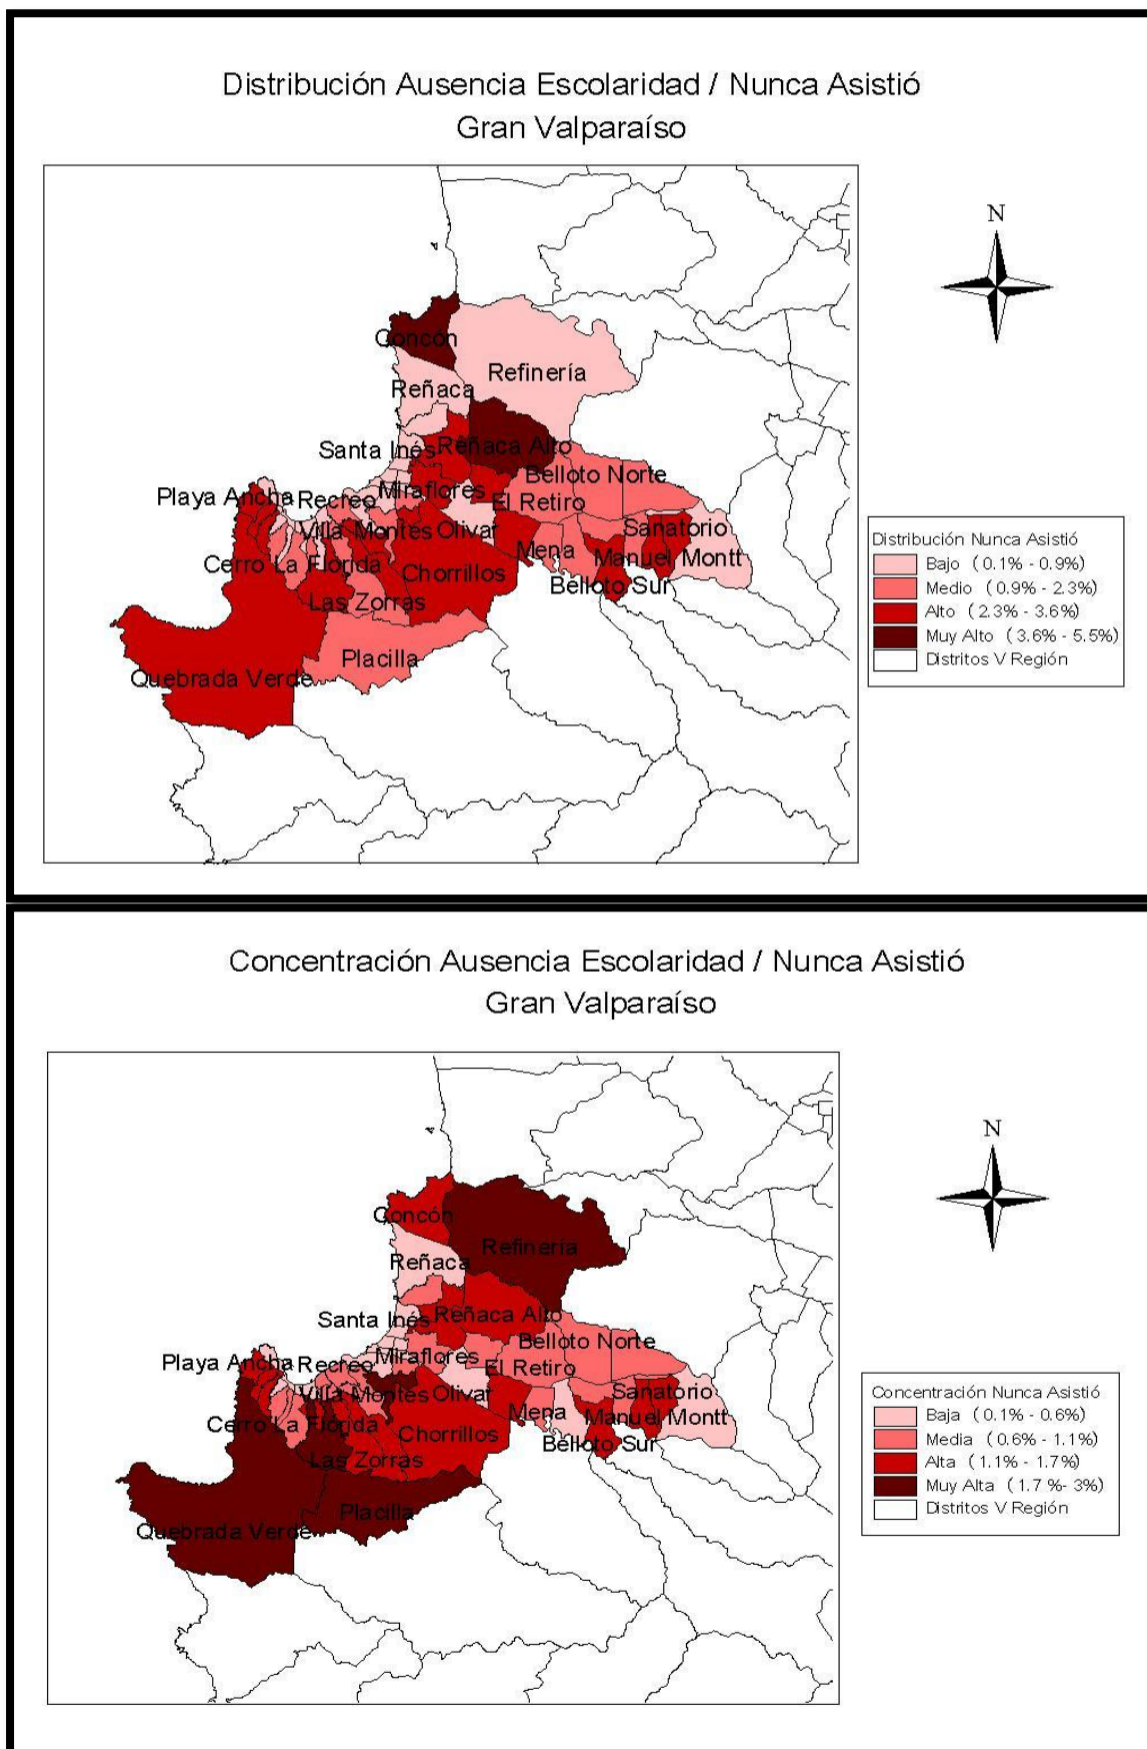 Distribución Ausencia Escolaridad / Nunca Asistió
Gran Valparaíso
N
Concón
Refinería
Reñaca
Santa Inés
Reñaca Alto
Belloto Norte
Playa Ancha
Recreo
Miraflores
El Retiro
Villa Montes
Olivar
Sanatorio
Cerro La Flórida
Mena
Manuel Montt
Chorrillos
Belloto Sur
Las Zorras
Placilla
Quebrada Verde
Distribución Nunca Asistió
Bajo (0.1% - 0.9%)
Medio (0.9% - 2.3%)
Alto (2.3% - 3.6%)
Muy Alto (3.6% - 5.5%)
Distritos V Región
Concentración Ausencia Escolaridad / Nunca Asistió
Gran Valparaíso
N
Concón
Refinería
Reñaca
Santa Inés
Reñaca Alto
Belloto Norte
Playa Ancha
Recreo
Miraflores
El Retiro
Villa Montes
Olivar
Sanatorio
Cerro La Flórida
Mena
Manuel Montt
Chorrillos
Belloto Sur
Las Zorras
Placilla
Quebrada Verde
Concentración Nunca Asistió
Baja (0.1% - 0.6%)
Media (0.6% - 1.1%)
Alta (1.1% - 1.7%)
Muy Alta (1.7 %- 3%)
Distritos V Región